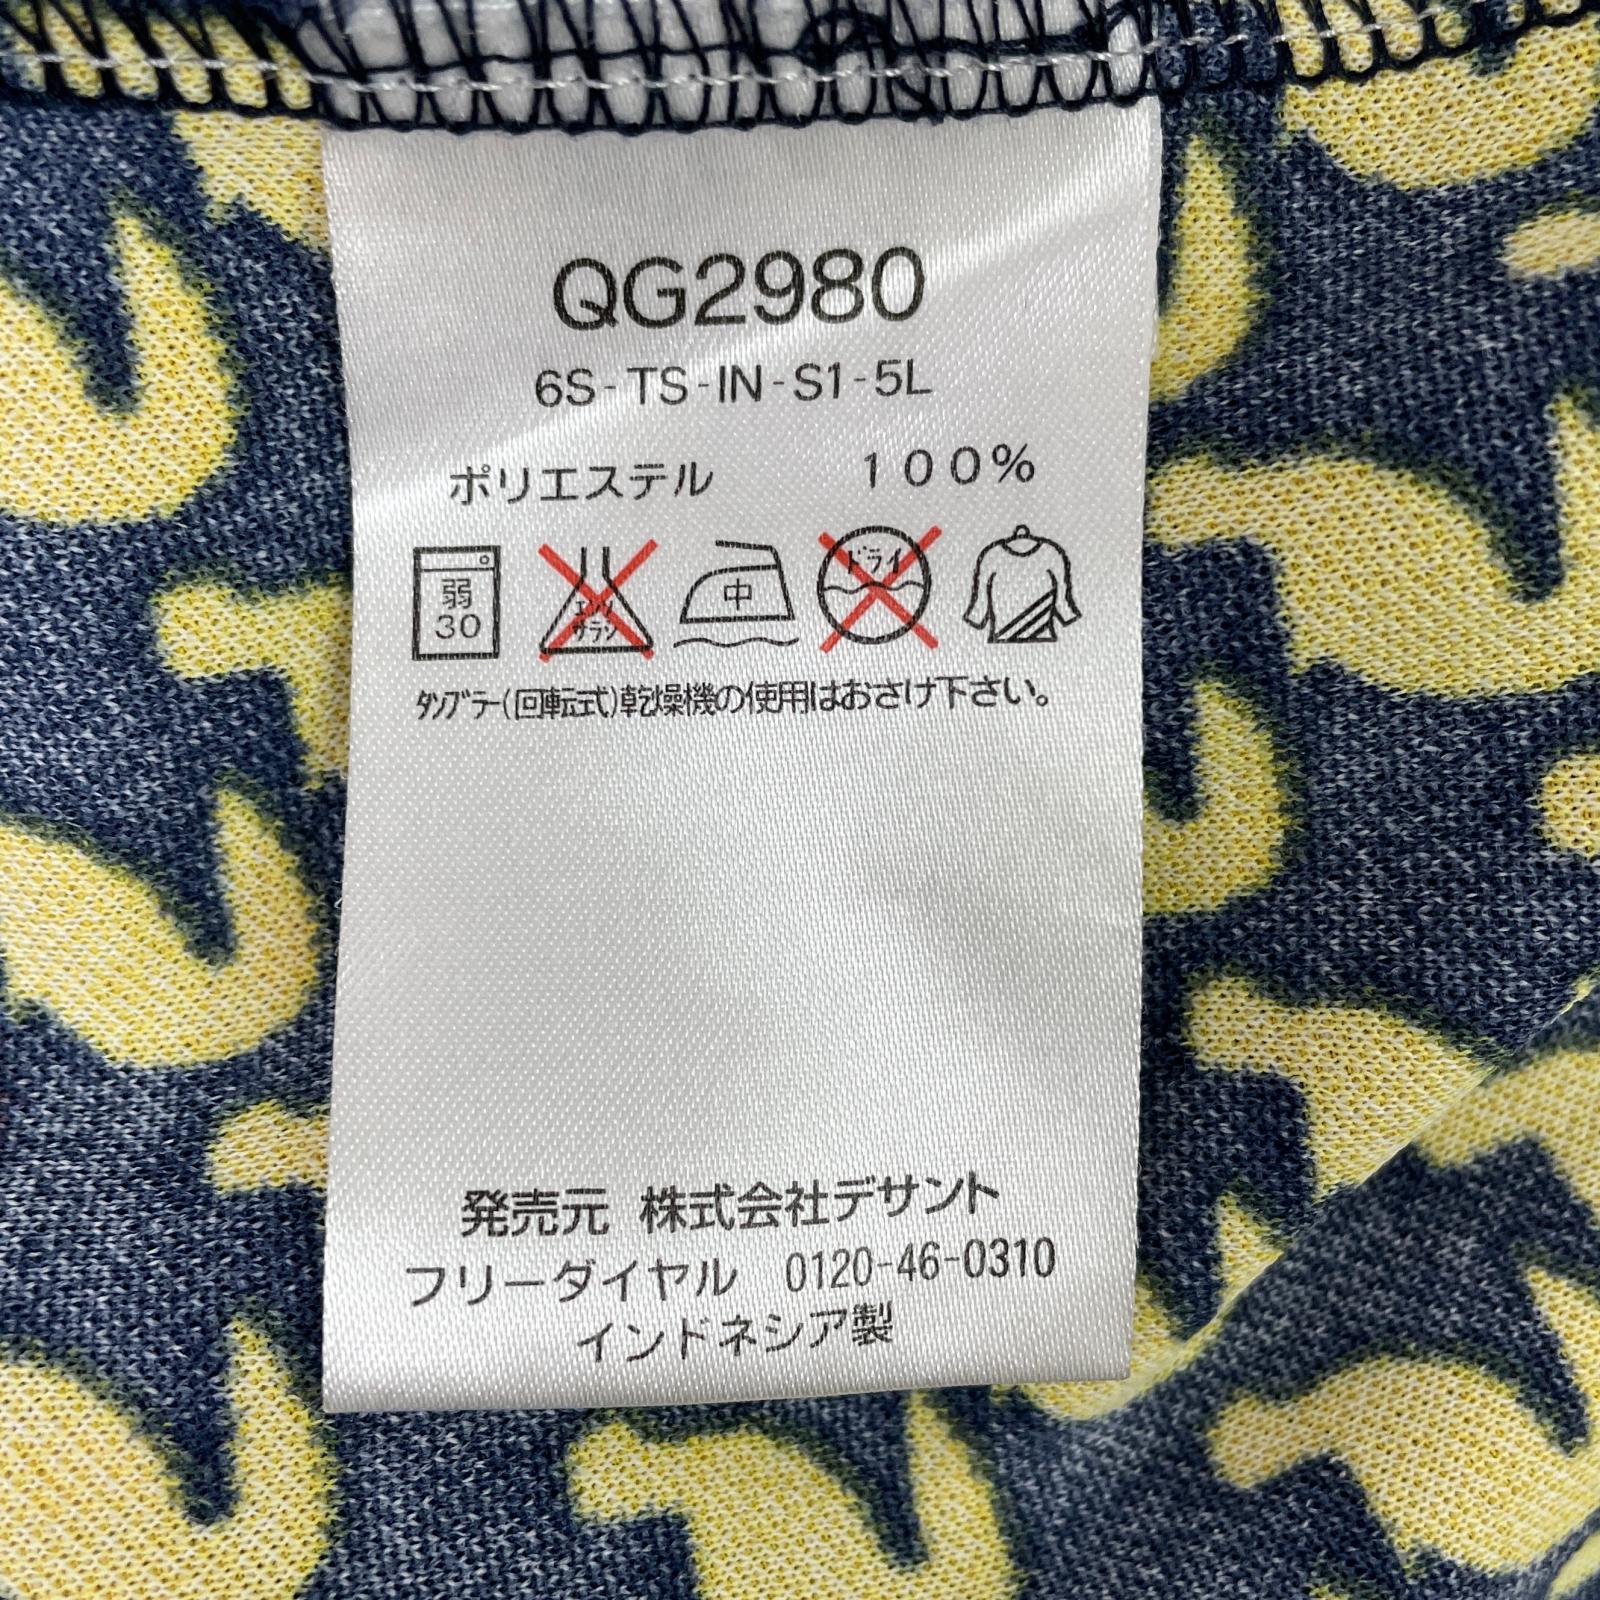 QG2980
6S-TS-IN-S1-5L
ポリエステル 100%
弱
30
エンソ
サラシ
中
ドライ
タンブラー(回転式)乾燥機の使用はおさけ下さい。
発売元 株式会社デサント
フリーダイヤル 0120-46-0310
インドネシア製